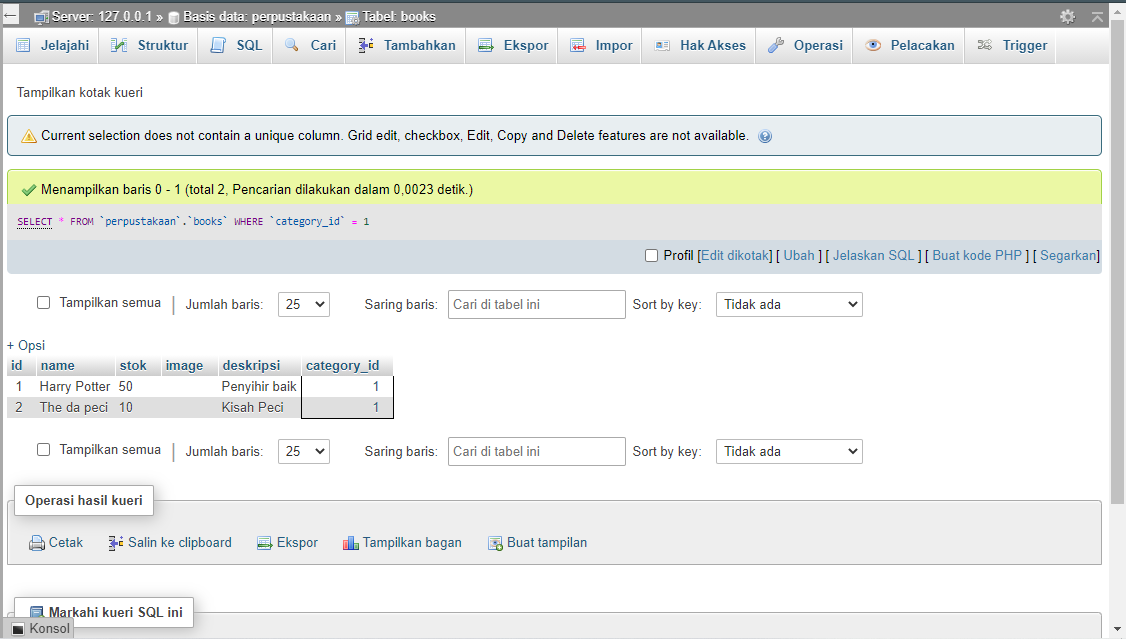 Server: 127.0.0.1 » Basis data: perpustakaan » Tabel: books
Jelajahi Struktur SQL Cari Tambahkan Ekspor Impor Hak Akses Operasi Pelacakan Trigger
Tampilkan kotak kueri
Current selection does not contain a unique column. Grid edit, checkbox, Edit, Copy and Delete features are not available.
Menampilkan baris 0 - 1 (total 2, Pencarian dilakukan dalam 0,0023 detik.)
SELECT * FROM `perpustakaan`.`books` WHERE `category_id` = 1
Profil [Edit dikotak] [ Ubah ] [ Jelaskan SQL ] [ Buat kode PHP ] [ Segarkan]
Tampilkan semua | Jumlah baris: 25 Saring baris: Cari di tabel ini Sort by key: Tidak ada
+ Opsi
id name stok image deskripsi category_id
1 Harry Potter 50 Penyihir baik 1
2 The da peci 10 Kisah Peci 1
Tampilkan semua | Jumlah baris: 25 Saring baris: Cari di tabel ini Sort by key: Tidak ada
Operasi hasil kueri
Cetak Salin ke clipboard Ekspor Tampilkan bagan Buat tampilan
Markahi kueri SQL ini
Konsol